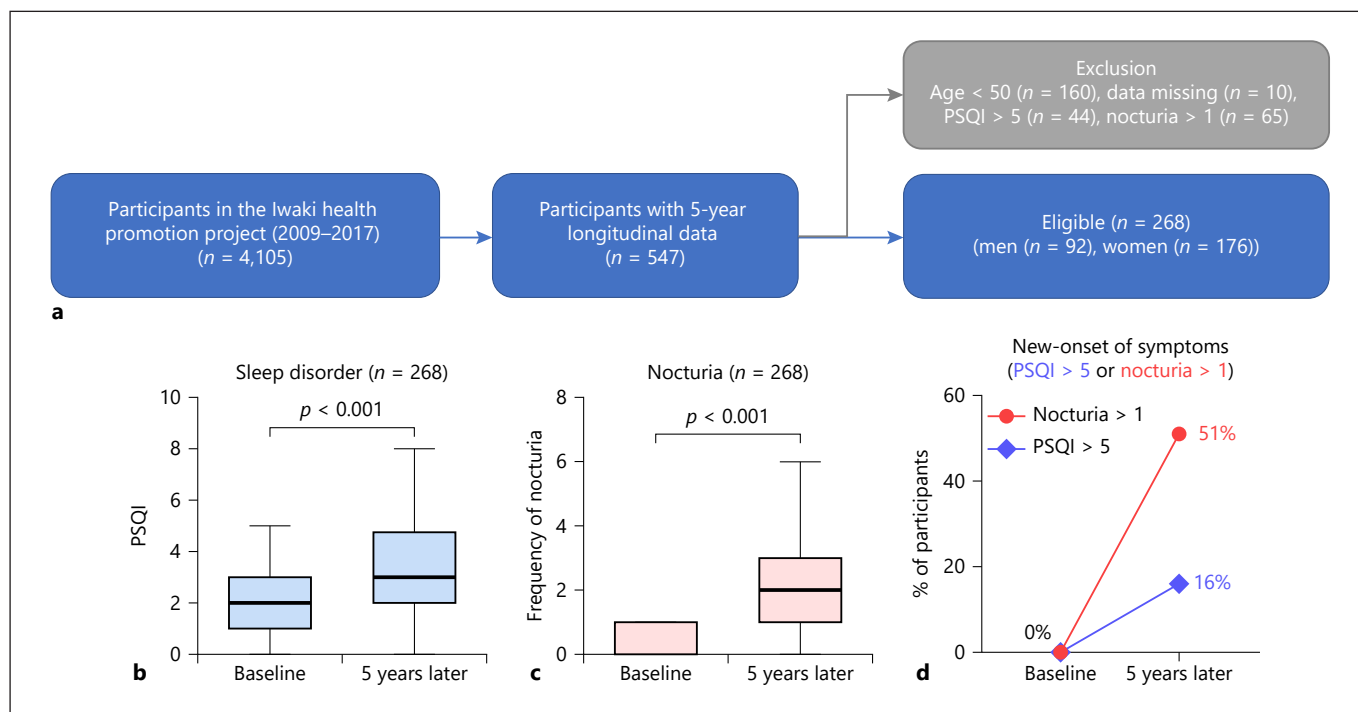 Exclusion
Age < 50 (n = 160), data missing (n = 10),
PSQI > 5 (n = 44), nocturia > 1 (n = 65)
Participants in the Iwaki health
promotion project (2009–2017)
(n = 4,105)
Participants with 5-year
longitudinal data
(n = 547)
Eligible (n = 268)
(men (n = 92), women (n = 176))
a
Sleep disorder (n = 268)
p < 0.001
PSQI
10
8
6
4
2
0
Baseline
5 years later
b
Nocturia (n = 268)
p < 0.001
Frequency of nocturia
8
6
4
2
0
Baseline
5 years later
c
New-onset of symptoms
(PSQI > 5 or nocturia > 1)
% of participants
60
40
20
0
Nocturia > 1
PSQI > 5
51%
16%
0%
Baseline
5 years later
d